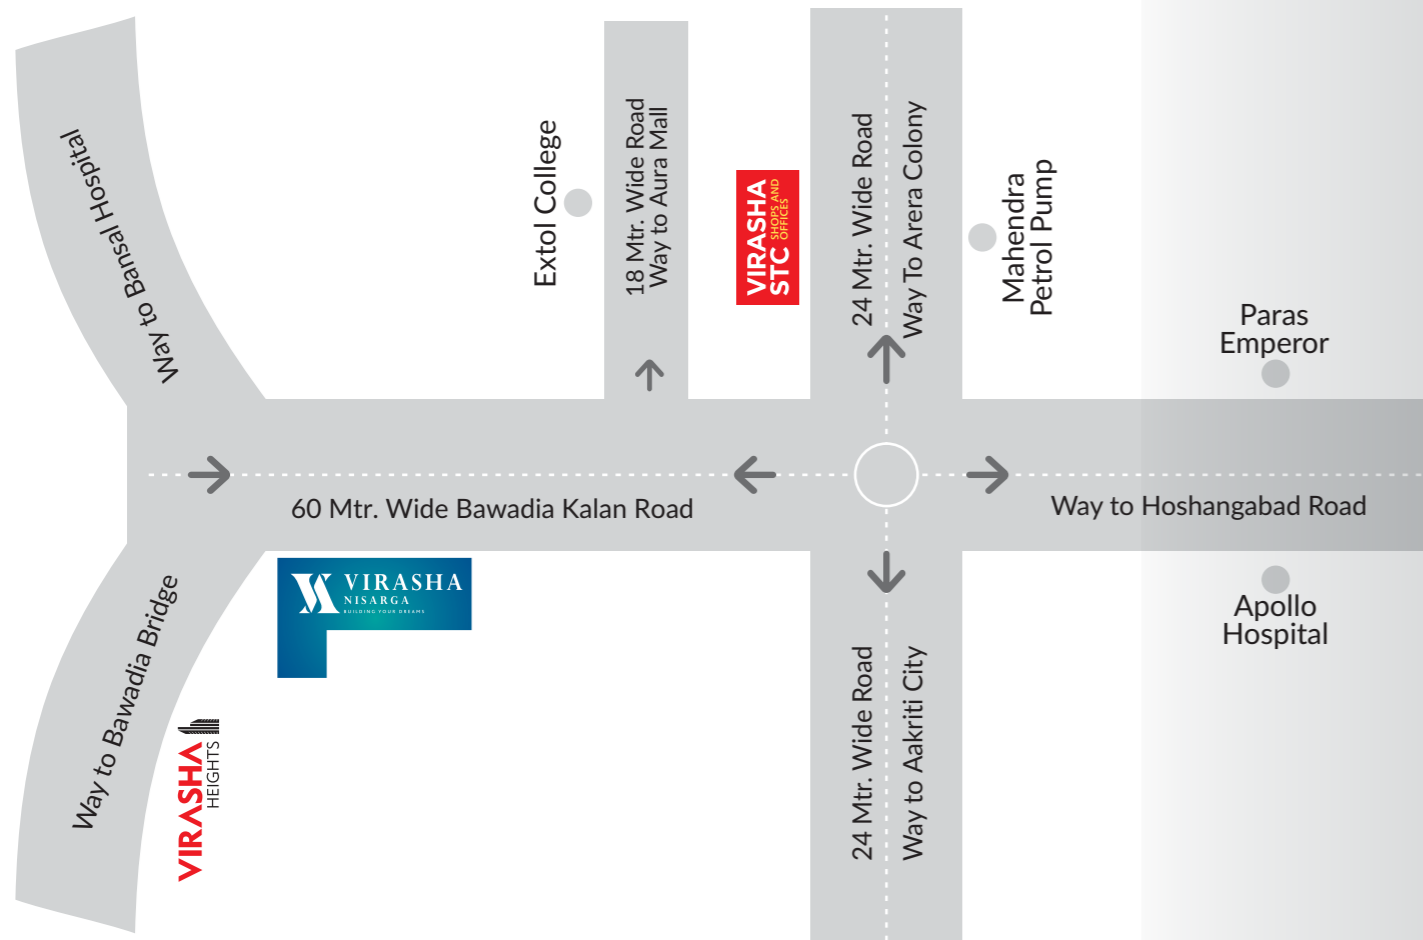 Way to Bansal Hospital
Extol College
18 Mtr. Wide Road
Way to Aura Mall
VIRASHA
STC
SHOPS AND
OFFICES
24 Mtr. Wide Road
Way To Arera Colony
Mahendra
Petrol Pump
Paras
Emperor
60 Mtr. Wide Bawadia Kalan Road
Way to Hoshangabad Road
VIRASHA
NISARGA
BUILDING YOUR DREAMS
Way to Bawadia Bridge
VIRASHA
HEIGHTS
24 Mtr. Wide Road
Way to Aakriti City
Apollo
Hospital